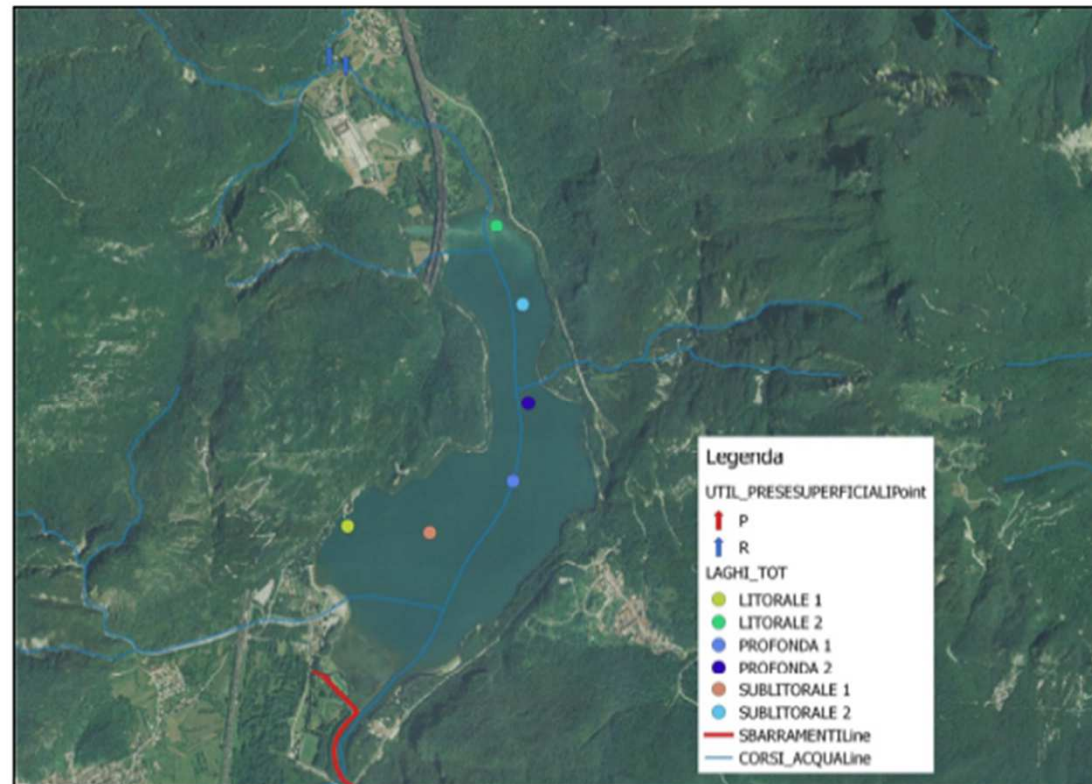 Legenda
UTIL_PRESESUPERFICIALIPoint
P
R
LAGHI_TOT
LITORALE 1
LITORALE 2
PROFONDA 1
PROFONDA 2
SUBLITORALE 1
SUBLITORALE 2
SBARRAMENTILine
CORSI_ACQUALine